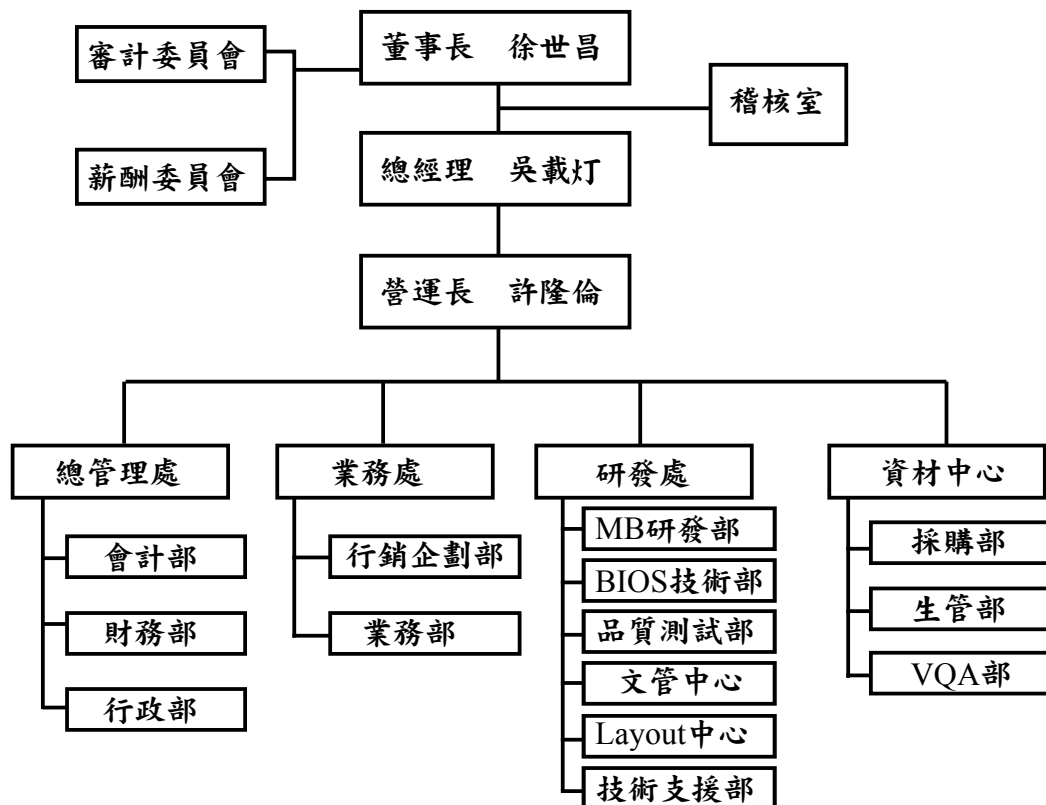 審計委員會
董事長 徐世昌
稽核室
薪酬委員會
總經理 吳載灯
營運長 許隆倫
總管理處
會計部
財務部
行政部
業務處
行銷企劃部
業務部
研發處
MB研發部
BIOS技術部
品質測試部
文管中心
Layout中心
技術支援部
資材中心
採購部
生管部
VQA部